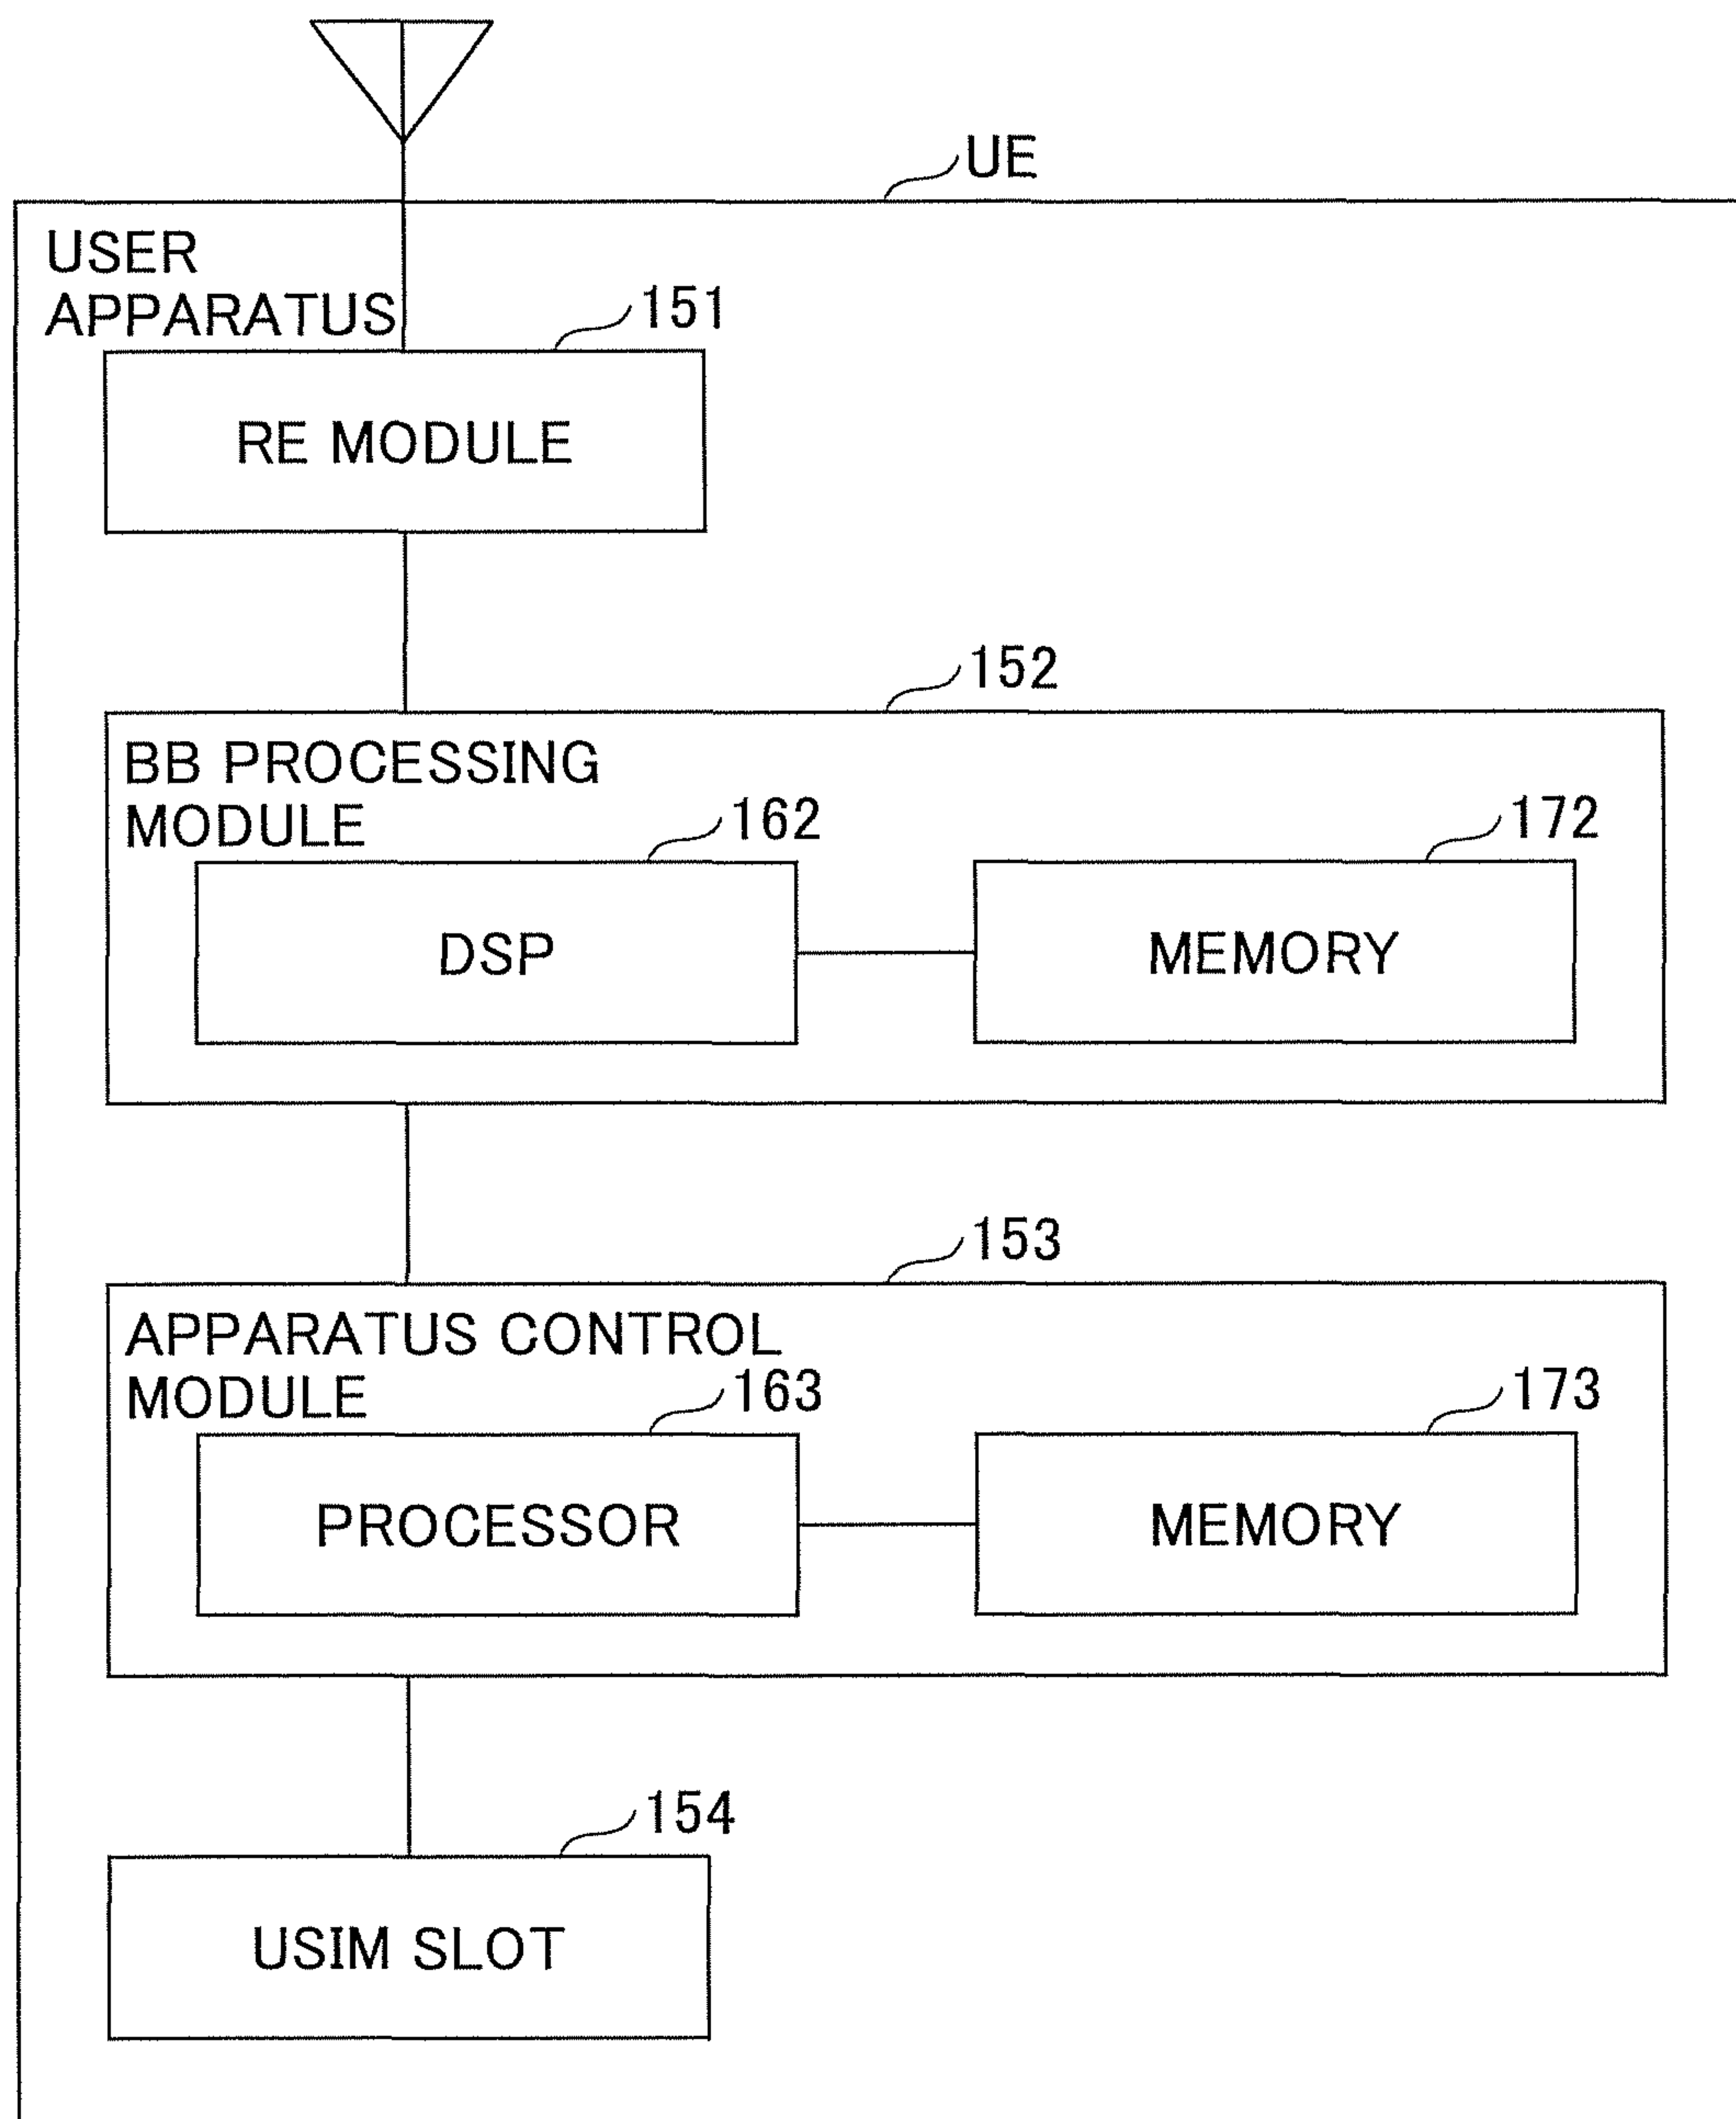 UE
USER
APPARATUS
151
RE MODULE
152
BB PROCESSING
MODULE
162
172
DSP
MEMORY
153
APPARATUS CONTROL
MODULE
163
173
PROCESSOR
MEMORY
154
USIM SLOT